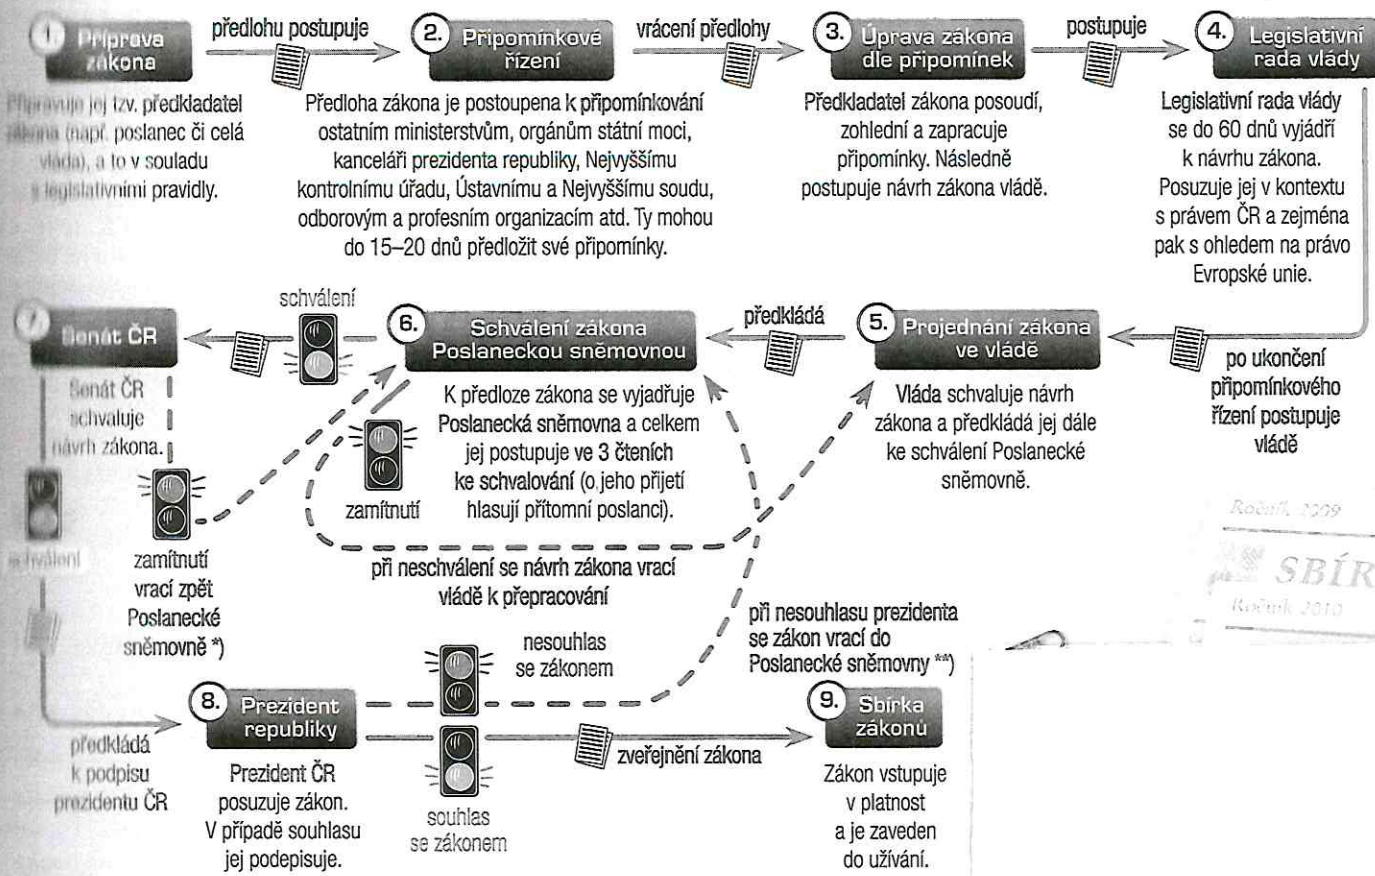 1. Příprava
zákona
předlohu postupuje
2. Připomínkové
řízení
vrácení předlohy
3. Úprava zákona
dle připomínek
postupuje
4. Legislativní
rada vlády
Připravuje jej tzv. předkladatel
zákona (např. poslanec či celá
vláda), a to v souladu
s legislativními pravidly.
Předloha zákona je postoupena k připomínkování
ostatním ministerstvům, orgánům státní moci,
kanceláři prezidenta republiky, Nejvyššímu
kontrolnímu úřadu, Ústavnímu a Nejvyššímu soudu,
odborovým a profesním organizacím atd. Ty mohou
do 15–20 dnů předložit své připomínky.
Předkladatel zákona posoudí,
zohlední a zapracuje
připomínky. Následně
postupuje návrh zákona vládě.
Legislativní rada vlády
se do 60 dnů vyjádří
k návrhu zákona.
Posuzuje jej v kontextu
s právem ČR a zejména
pak s ohledem na právo
Evropské unie.
po ukončení
připomínkového
řízení postupuje
vládě
5. Projednání zákona
ve vládě
Vláda schvaluje návrh
zákona a předkládá jej dále
ke schválení Poslanecké
sněmovně.
předkládá
6. Schválení zákona
Poslaneckou sněmovnou
K předloze zákona se vyjadřuje
Poslanecká sněmovna a celkem
jej postupuje ve 3 čteních
ke schvalování (o jeho přijetí
hlasují přítomní poslanci).
schválení
zamítnutí
při neschválení se návrh zákona vrací
vládě k přepracování
7. Senát ČR
Senát ČR
schvaluje
návrh zákona.
schválení
zamítnutí
vrací zpět
Poslanecké
sněmovně *)
předkládá
k podpisu
prezidentu ČR
8. Prezident
republiky
Prezident ČR
posuzuje zákon.
V případě souhlasu
jej podepisuje.
nesouhlas
se zákonem
při nesouhlasu prezidenta
se zákon vrací do
Poslanecké sněmovny **)
souhlas
se zákonem
zveřejnění zákona
9. Sbírka
zákonů
Zákon vstupuje
v platnost
a je zaveden
do užívání.
Ročník 2009
SBÍR
Ročník 2010